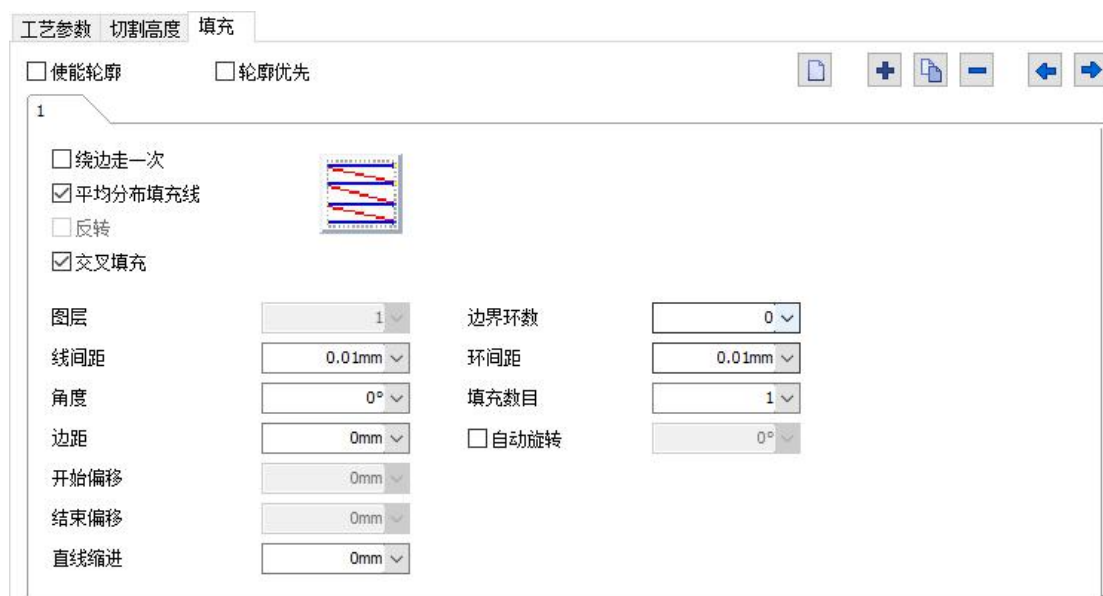 工艺参数 切割高度 填充
使能轮廓 轮廓优先
1
绕边走一次
平均分布填充线
反转
交叉填充
图层 1 边界环数 0
线间距 0.01mm 环间距 0.01mm
角度 0° 填充数目 1
边距 0mm 自动旋转 0°
开始偏移 0mm
结束偏移 0mm
直线缩进 0mm